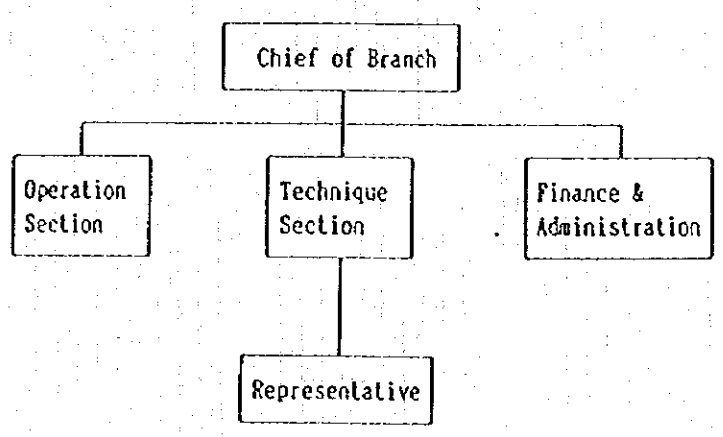 Chief of Branch
Operation
Section
Technique
Section
Finance &
Administration
Representative